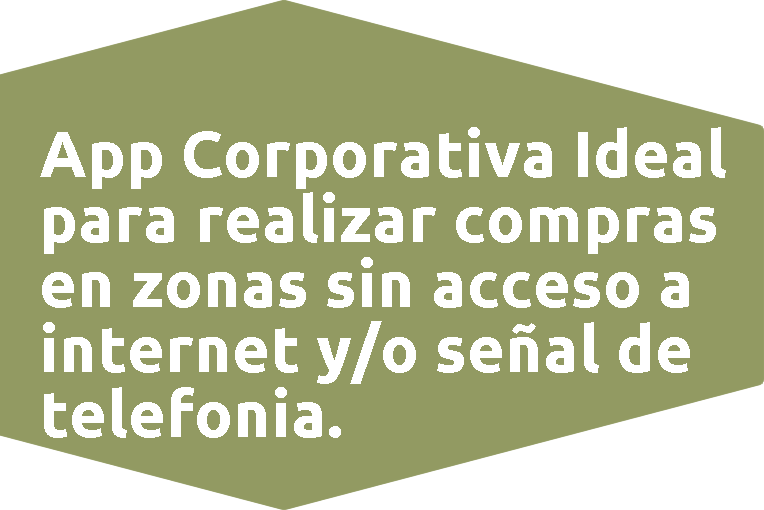 App Corporativa Ideal
para realizar compras
en zonas sin acceso a
internet y/o señal de
telefonia.